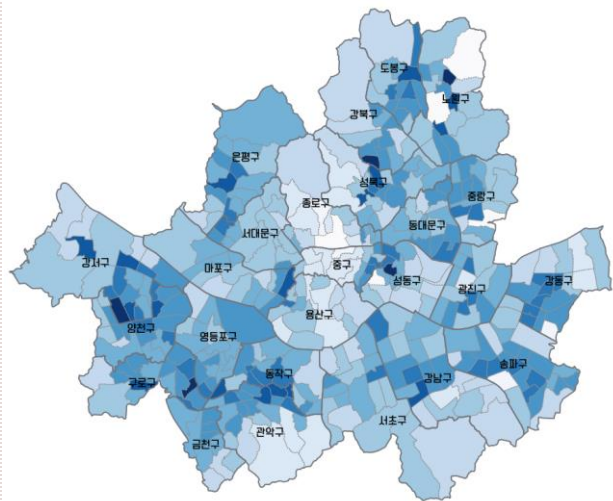 도봉구
노원구
강북구
은평구
성북구
중랑구
종로구
동대문구
서대문구
강서구
마포구
중구
성동구
광진구
강동구
용산구
양천구
영등포구
송파구
동작구
강남구
구로구
서초구
관악구
금천구